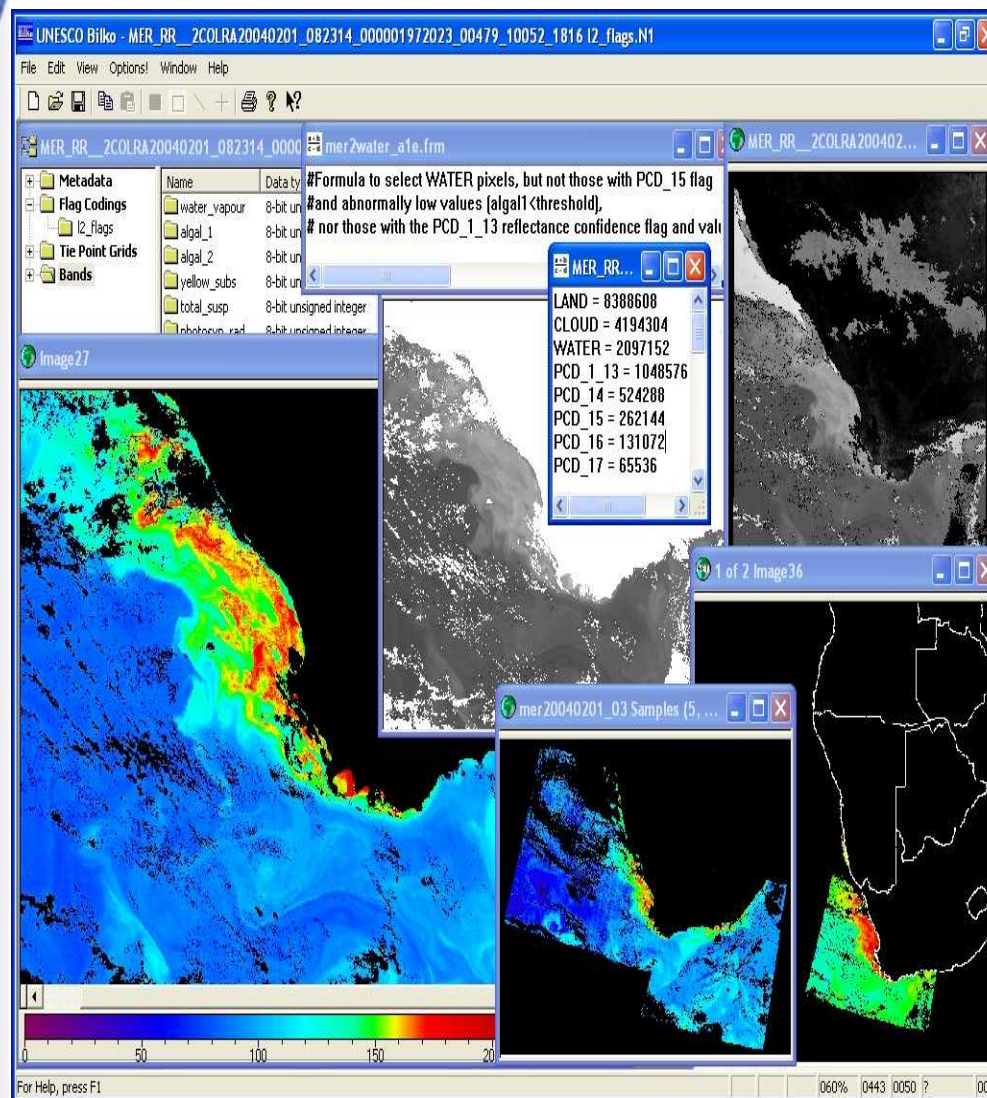 UNESCO Bilko - MER_RR__2COLRA20040201_082314_000001972023_00479_10052_1816 l2_flags.N1
File Edit View Options! Window Help
MER_RR__2COLRA20040201_082314_0000
Metadata
Flag Codings
l2_flags
Tie Point Grids
Bands
Name Data ty
water_vapour 8-bit un
algal_1 8-bit un
algal_2 8-bit un
yellow_subs 8-bit un
total_susp 8-bit unsigned integer
photosyn_rad 8-bit unsigned integer
mer2water_a1e.frm
#Formula to select WATER pixels, but not those with PCD_15 flag
#and abnormally low values (algal1<threshold),
# nor those with the PCD_1_13 reflectance confidence flag and valu
MER_RR...
LAND = 8388608
CLOUD = 4194304
WATER = 2097152
PCD_1_13 = 1048576
PCD_14 = 524288
PCD_15 = 262144
PCD_16 = 131072
PCD_17 = 65536
MER_RR__2COLRA200402...
Image27
0 50 100 150 20
1 of 2 Image36
mer20040201_03 Samples (5, ...
For Help, press F1
060% 0443 0050 ? 00